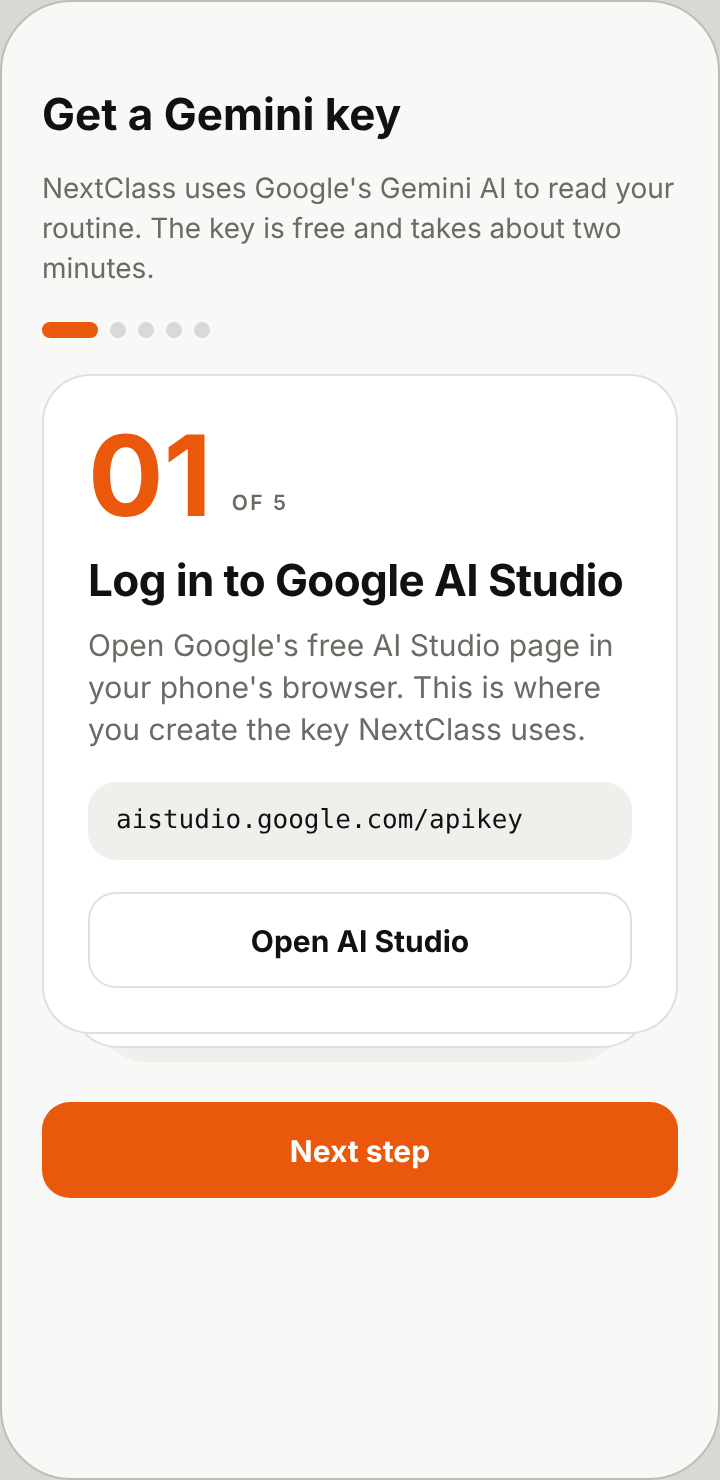 Get a Gemini key
NextClass uses Google's Gemini AI to read your
routine. The key is free and takes about two
minutes.
01 OF 5
Log in to Google AI Studio
Open Google's free AI Studio page in
your phone's browser. This is where
you create the key NextClass uses.
aistudio.google.com/apikey
Open AI Studio
Next step